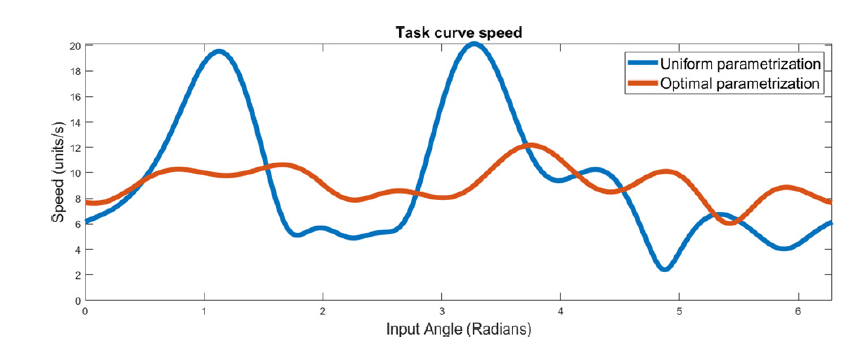 Task curve speed
20
18
16
14
12
10
8
6
4
2
0
Speed (units/s)
Uniform parametrization
Optimal parametrization
0 1 2 3 4 5 6
Input Angle (Radians)